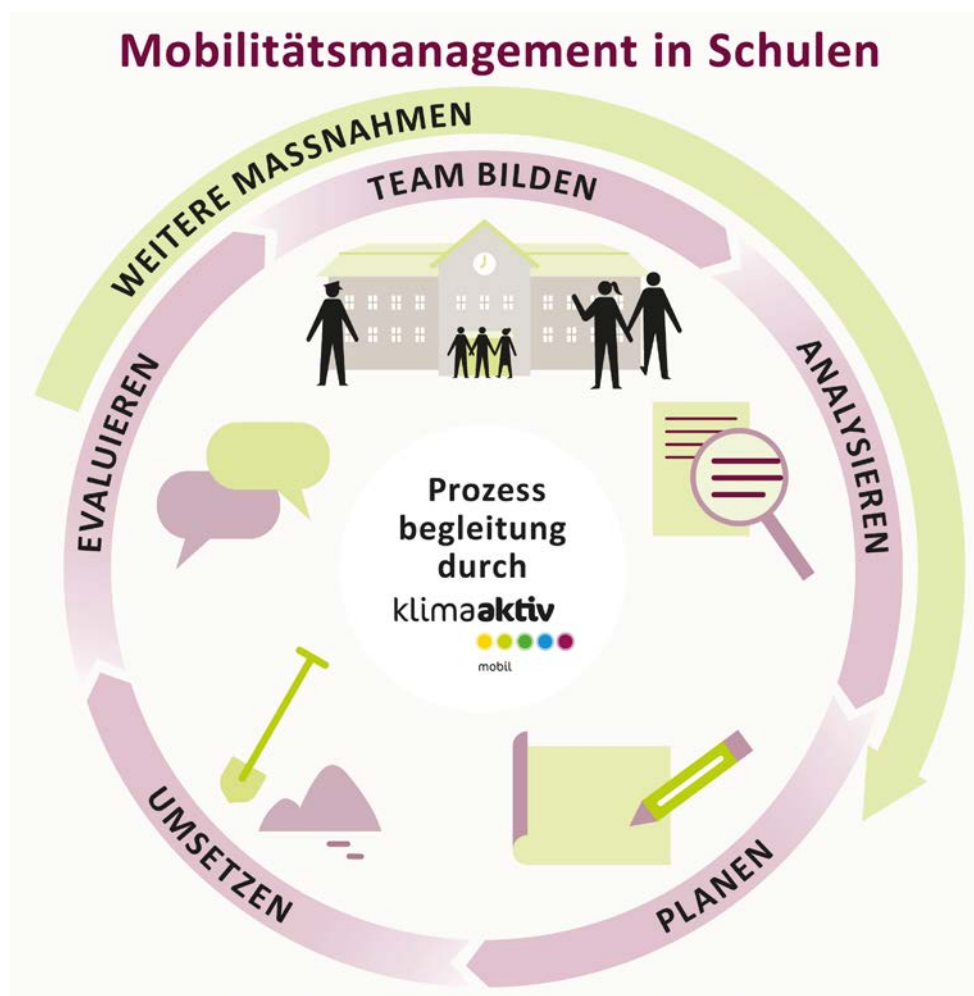 Mobilitätsmanagement in Schulen
WEITERE MASSNAHMEN
TEAM BILDEN
ANALYSIEREN
PLANEN
UMSETZEN
EVALUIEREN
Prozess
begleitung
durch
klimaaktiv
mobil